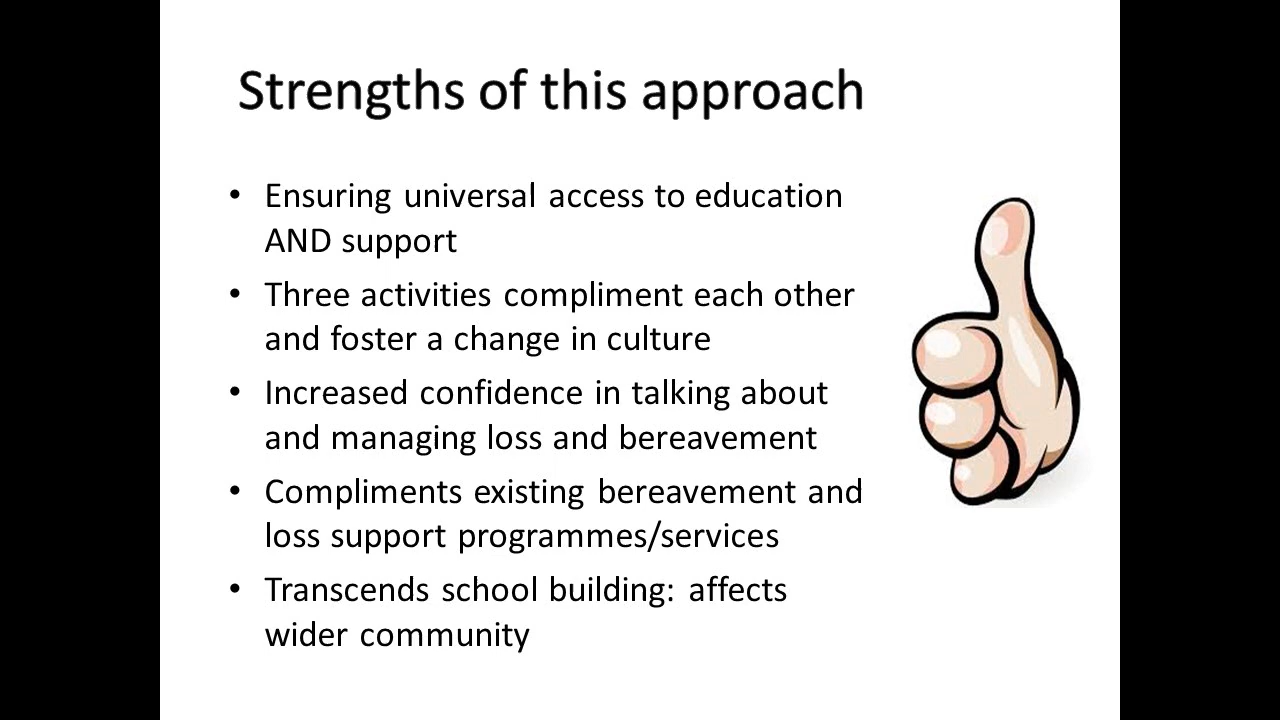 Strengths of this approach
• Ensuring universal access to education
AND support
• Three activities compliment each other
and foster a change in culture
• Increased confidence in talking about
and managing loss and bereavement
• Compliments existing bereavement and
loss support programmes/services
• Transcends school building: affects
wider community